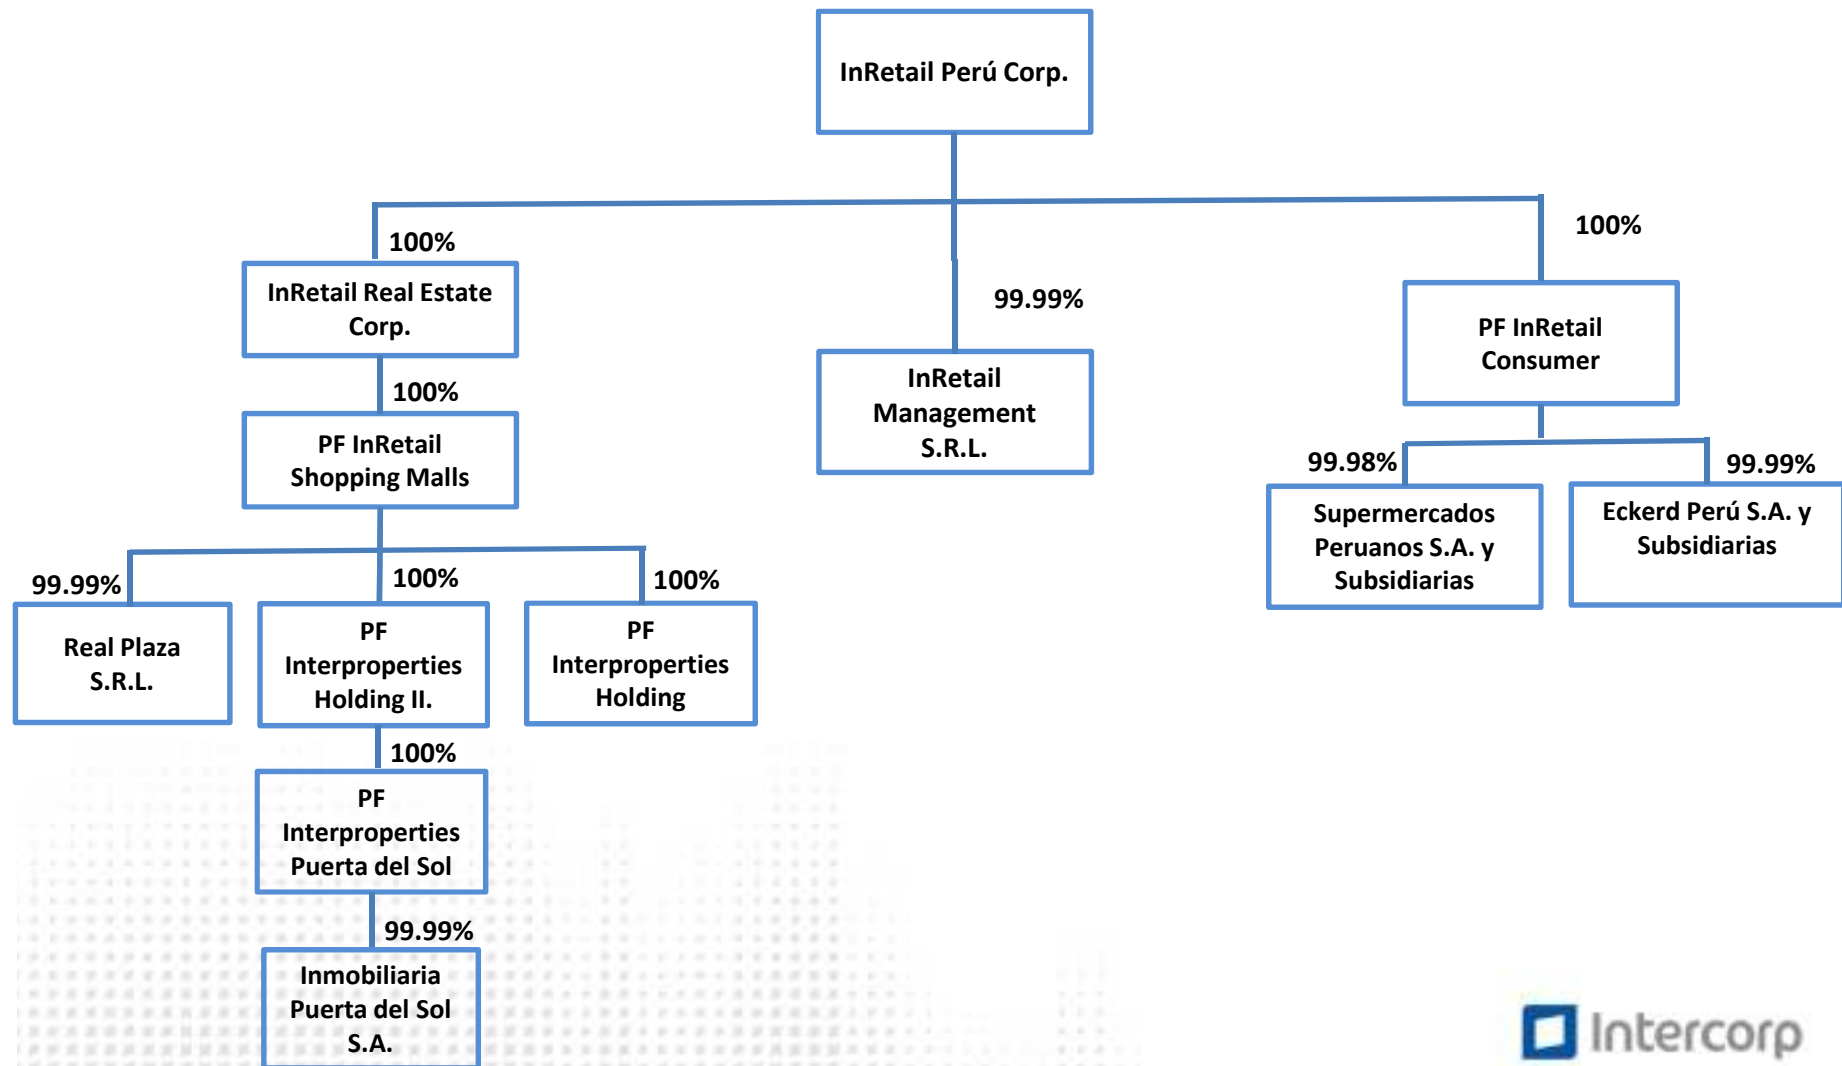 InRetail Perú Corp.
100%
100%
InRetail Real Estate
Corp.
99.99%
PF InRetail
Consumer
InRetail
Management
S.R.L.
100%
PF InRetail
Shopping Malls
99.98%
99.99%
Supermercados
Peruanos S.A. y
Subsidiarias
Eckerd Perú S.A. y
Subsidiarias
99.99%
100%
100%
Real Plaza
S.R.L.
PF
Interproperties
Holding II.
PF
Interproperties
Holding
100%
PF
Interproperties
Puerta del Sol
99.99%
Inmobiliaria
Puerta del Sol
S.A.
Intercorp